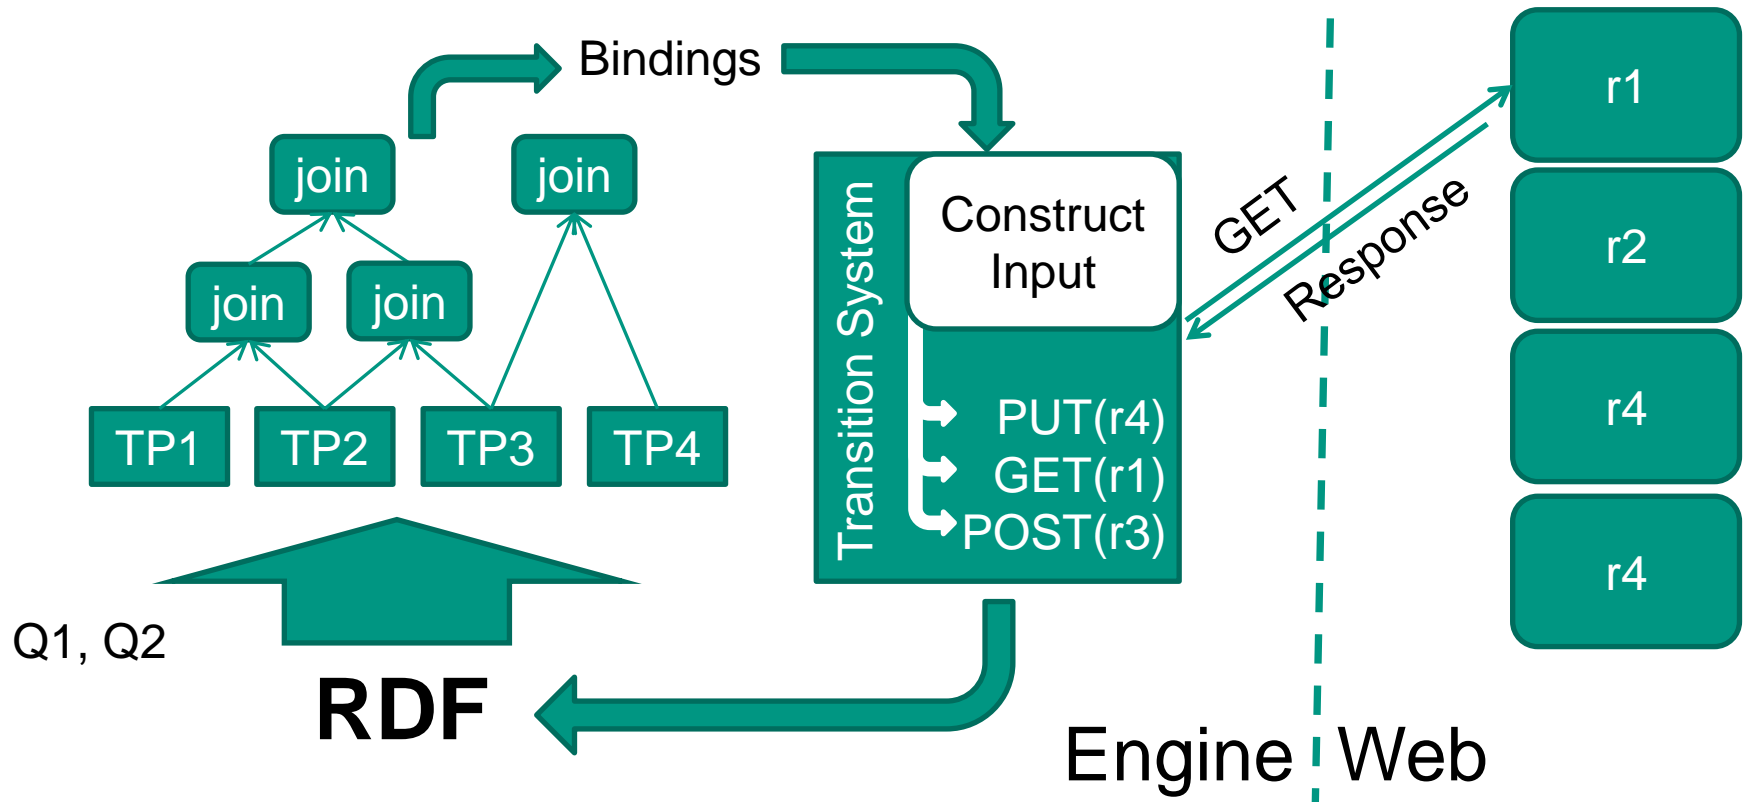 Bindings
join
join
join
join
TP1
TP2
TP3
TP4
Q1, Q2
RDF
Transition System
Construct
Input
PUT(r4)
GET(r1)
POST(r3)
GET
Response
r1
r2
r4
r4
Engine
Web